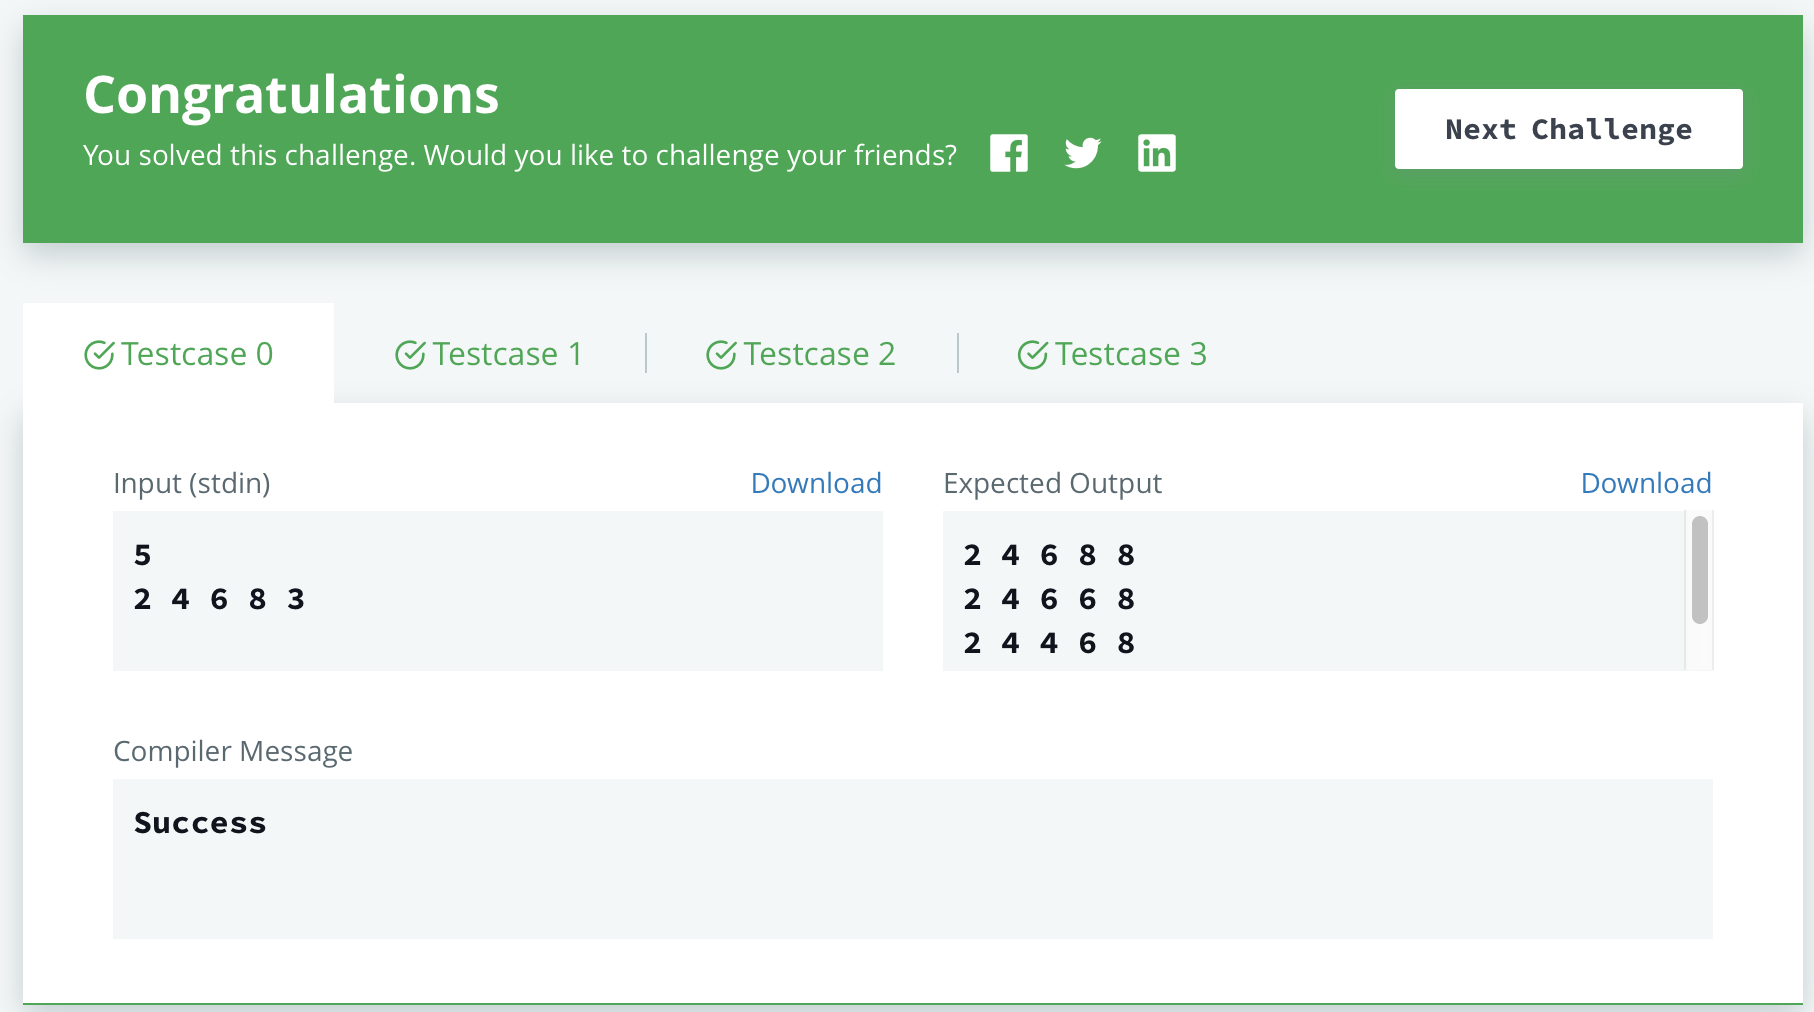 Congratulations
You solved this challenge. Would you like to challenge your friends?
Next Challenge
Testcase 0
Testcase 1
Testcase 2
Testcase 3
Input (stdin)
Download
5
2 4 6 8 3
Expected Output
Download
2 4 6 8 8
2 4 6 6 8
2 4 4 6 8
Compiler Message
Success